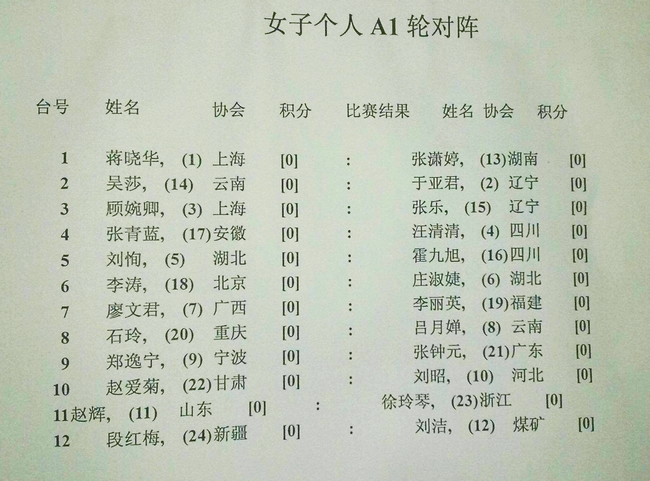 女子个人 A1 轮对阵
台号 姓名 协会 积分 比赛结果 姓名 协会 积分
1 蒋晓华, (1) 上海 [0] : 张潇婷, (13)湖南 [0]
2 吴莎, (14) 云南 [0] : 于亚君, (2) 辽宁 [0]
3 顾婉卿, (3) 上海 [0] : 张乐, (15) 辽宁 [0]
4 张青蓝, (17)安徽 [0] : 汪清清, (4) 四川 [0]
5 刘恂, (5) 湖北 [0] : 霍九旭, (16)四川 [0]
6 李涛, (18) 北京 [0] : 庄淑婕, (6) 湖北 [0]
7 廖文君, (7) 广西 [0] : 李丽英, (19)福建 [0]
8 石玲, (20) 重庆 [0] : 吕月婵, (8) 云南 [0]
9 郑逸宁, (9) 宁波 [0] : 张钟元, (21)广东 [0]
10 赵爱菊, (22)甘肃 [0] : 刘昭, (10) 河北 [0]
11赵辉, (11) 山东 [0] : 徐玲琴, (23)浙江 [0]
12 段红梅, (24)新疆 [0] : 刘洁, (12) 煤矿 [0]